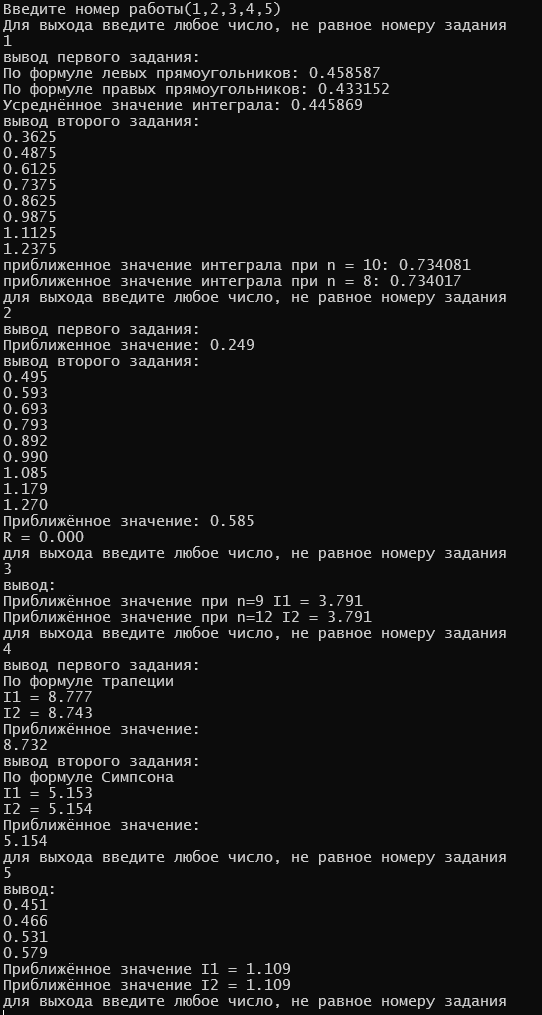 Введите номер работы(1,2,3,4,5)
Для выхода введите любое число, не равное номеру задания
1
вывод первого задания:
По формуле левых прямоугольников: 0.458587
По формуле правых прямоугольников: 0.433152
Усреднённое значение интеграла: 0.445869
вывод второго задания:
0.3625
0.4875
0.6125
0.7375
0.8625
0.9875
1.1125
1.2375
приближенное значение интеграла при n = 10: 0.734081
приближенное значение интеграла при n = 8: 0.734017
для выхода введите любое число, не равное номеру задания
2
вывод первого задания:
Приближенное значение: 0.249
вывод второго задания:
0.495
0.593
0.693
0.793
0.892
0.990
1.085
1.179
1.270
Приближённое значение: 0.585
R = 0.000
для выхода введите любое число, не равное номеру задания
3
вывод:
Приближённое значение при n=9 I1 = 3.791
Приближённое значение при n=12 I2 = 3.791
для выхода введите любое число, не равное номеру задания
4
вывод первого задания:
По формуле трапеции
I1 = 8.777
I2 = 8.743
Приближённое значение:
8.732
вывод второго задания:
По формуле Симпсона
I1 = 5.153
I2 = 5.154
Приближённое значение:
5.154
для выхода введите любое число, не равное номеру задания
5
вывод:
0.451
0.466
0.531
0.579
Приближённое значение I1 = 1.109
Приближённое значение I2 = 1.109
для выхода введите любое число, не равное номеру задания